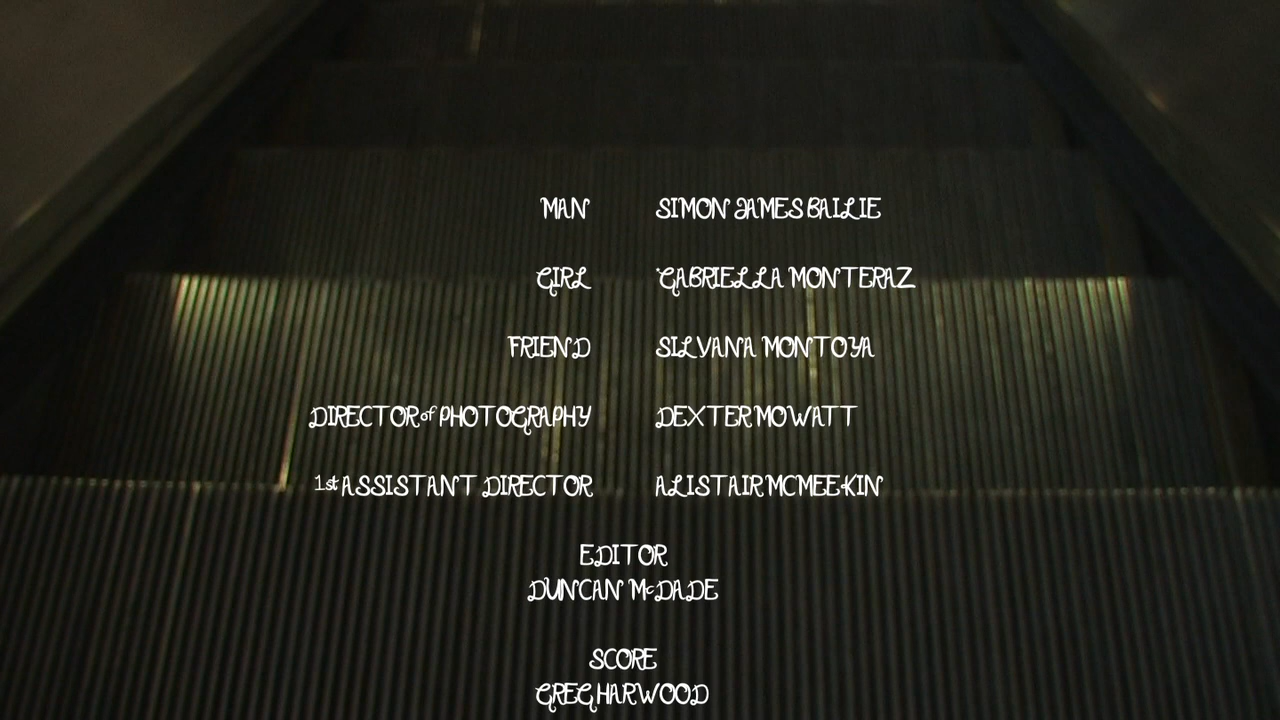 MAN SIMON JAMES BAILIE
GIRL GABRIELLA MONTERAZ
FRIEND SILVANA MONTOYA
DIRECTOR of PHOTOGRAPHY DEXTER MOWATT
1st ASSISTANT DIRECTOR ALISTAIR MCMEEKIN
EDITOR
DUNCAN McDADE
SCORE
GREG HARWOOD